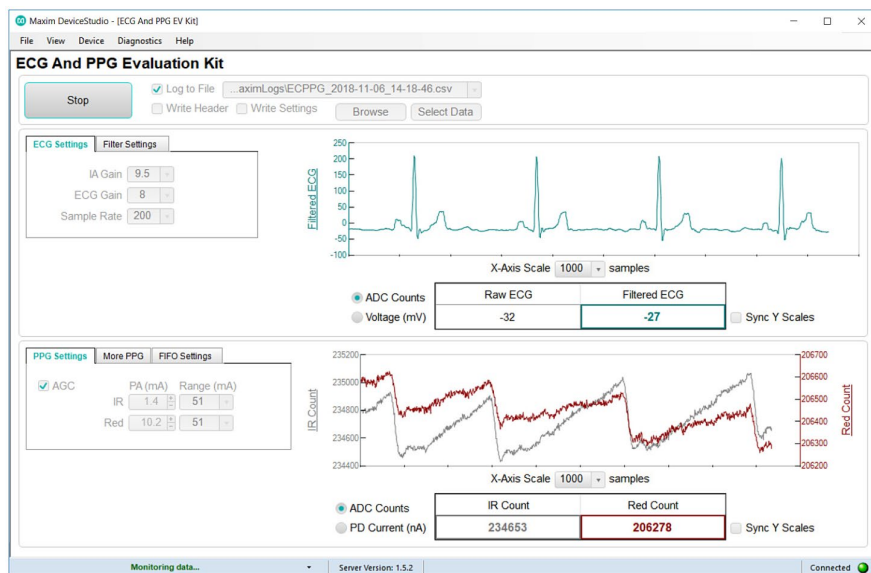 Maxim DeviceStudio - [ECG And PPG EV Kit]
File View Device Diagnostics Help
ECG And PPG Evaluation Kit
Stop
Log to File ...aximLogs\ECPPG_2018-11-06_14-18-46.csv
Write Header Write Settings Browse Select Data
ECG Settings Filter Settings
IA Gain 9.5
ECG Gain 8
Sample Rate 200
Filtered ECG
250
200
150
100
50
0
-50
-100
X-Axis Scale 1000 samples
ADC Counts
Voltage (mV)
Raw ECG Filtered ECG
-32 -27
Sync Y Scales
PPG Settings More PPG FIFO Settings
AGC PA (mA) Range (mA)
IR 1.4 51
Red 10.2 51
IR Count
235200
235000
234800
234600
234400
206700
206600
206500
206400
206300
206200
Red Count
X-Axis Scale 1000 samples
ADC Counts
PD Current (nA)
IR Count Red Count
234653 206278
Sync Y Scales
Monitoring data... Server Version: 1.5.2 Connected